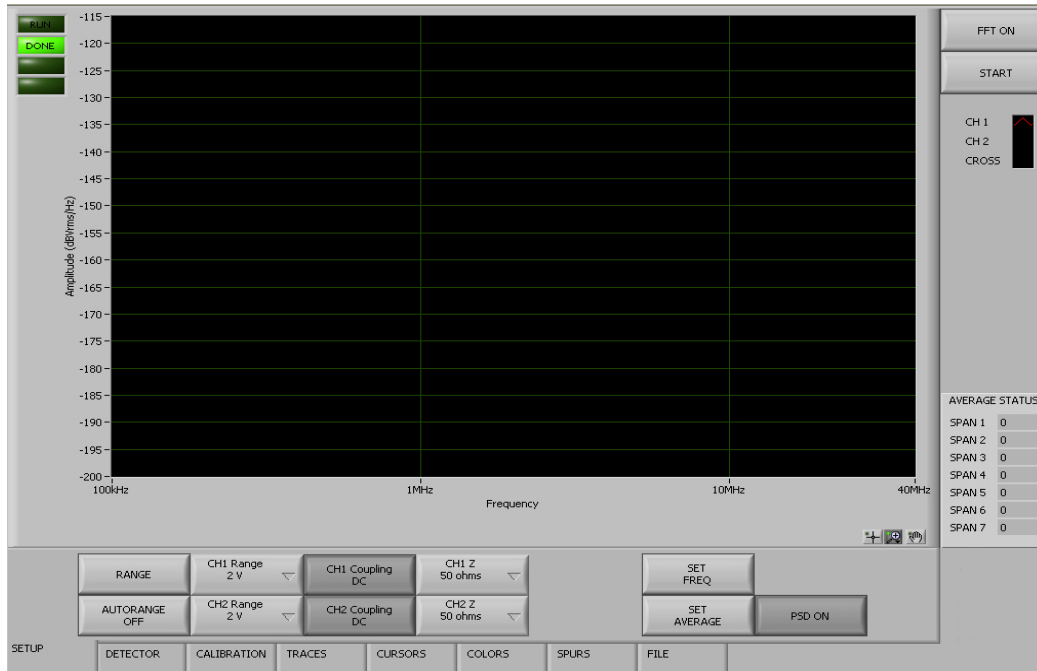 RUN
DONE
-115
-120
-125
-130
-135
-140
-145
-150
-155
-160
-165
-170
-175
-180
-185
-190
-195
-200
Amplitude (dBVrms/Hz)
100kHz
1MHz
10MHz
40MHz
Frequency
FFT ON
START
CH 1
CH 2
CROSS
AVERAGE STATUS
SPAN 1 0
SPAN 2 0
SPAN 3 0
SPAN 4 0
SPAN 5 0
SPAN 6 0
SPAN 7 0
RANGE
CH1 Range
2 V
CH1 Coupling
DC
CH1 Z
50 ohms
SET
FREQ
AUTORANGE
OFF
CH2 Range
2 V
CH2 Coupling
DC
CH2 Z
50 ohms
SET
AVERAGE
PSD ON
SETUP
DETECTOR
CALIBRATION
TRACES
CURSORS
COLORS
SPURS
FILE